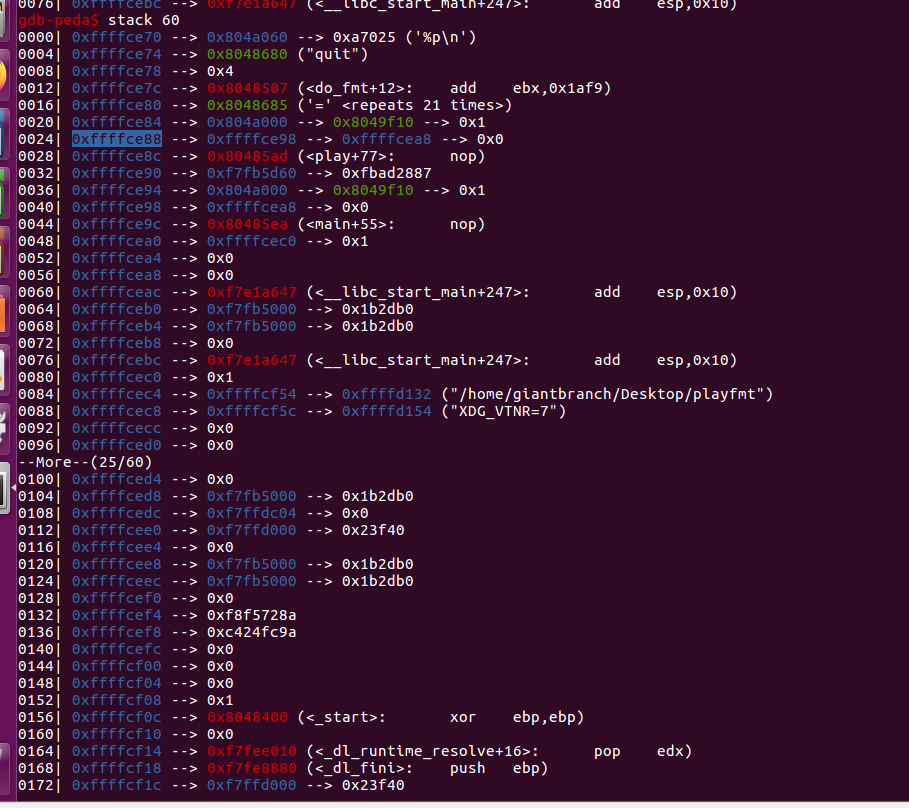 0076| 0xffffcebc --> 0xf7e1a647 (<__libc_start_main+247>:	add    esp,0x10)
gdb-peda$ stack 60
0000| 0xffffce70 --> 0x804a060 --> 0xa7025 ('%p\n')
0004| 0xffffce74 --> 0x8048680 ("quit")
0008| 0xffffce78 --> 0x4
0012| 0xffffce7c --> 0x8048507 (<do_fmt+12>:	add    ebx,0x1af9)
0016| 0xffffce80 --> 0x8048685 ('=' <repeats 21 times>)
0020| 0xffffce84 --> 0x804a000 --> 0x8049f10 --> 0x1
0024| 0xffffce88 --> 0xffffce98 --> 0xffffcea8 --> 0x0
0028| 0xffffce8c --> 0x80485ad (<play+77>:	nop)
0032| 0xffffce90 --> 0xf7fb5d60 --> 0xfbad2887
0036| 0xffffce94 --> 0x804a000 --> 0x8049f10 --> 0x1
0040| 0xffffce98 --> 0xffffcea8 --> 0x0
0044| 0xffffce9c --> 0x80485ea (<main+55>:	nop)
0048| 0xffffcea0 --> 0xffffcec0 --> 0x1
0052| 0xffffcea4 --> 0x0
0056| 0xffffcea8 --> 0x0
0060| 0xffffceac --> 0xf7e1a647 (<__libc_start_main+247>:	add    esp,0x10)
0064| 0xffffceb0 --> 0xf7fb5000 --> 0x1b2db0
0068| 0xffffceb4 --> 0xf7fb5000 --> 0x1b2db0
0072| 0xffffceb8 --> 0x0
0076| 0xffffcebc --> 0xf7e1a647 (<__libc_start_main+247>:	add    esp,0x10)
0080| 0xffffcec0 --> 0x1
0084| 0xffffcec4 --> 0xffffcf54 --> 0xffffd132 ("/home/giantbranch/Desktop/playfmt")
0088| 0xffffcec8 --> 0xffffcf5c --> 0xffffd154 ("XDG_VTNR=7")
0092| 0xffffcecc --> 0x0
0096| 0xffffced0 --> 0x0
--More--(25/60)
0100| 0xffffced4 --> 0x0
0104| 0xffffced8 --> 0xf7fb5000 --> 0x1b2db0
0108| 0xffffcedc --> 0xf7ffdc04 --> 0x0
0112| 0xffffcee0 --> 0xf7ffd000 --> 0x23f40
0116| 0xffffcee4 --> 0x0
0120| 0xffffcee8 --> 0xf7fb5000 --> 0x1b2db0
0124| 0xffffceec --> 0xf7fb5000 --> 0x1b2db0
0128| 0xffffcef0 --> 0x0
0132| 0xffffcef4 --> 0xf8f5728a
0136| 0xffffcef8 --> 0xc424fc9a
0140| 0xffffcefc --> 0x0
0144| 0xffffcf00 --> 0x0
0148| 0xffffcf04 --> 0x0
0152| 0xffffcf08 --> 0x1
0156| 0xffffcf0c --> 0x8048400 (<_start>:	xor    ebp,ebp)
0160| 0xffffcf10 --> 0x0
0164| 0xffffcf14 --> 0xf7fee010 (<_dl_runtime_resolve+16>:	pop    edx)
0168| 0xffffcf18 --> 0xf7fe8880 (<_dl_fini>:	push   ebp)
0172| 0xffffcf1c --> 0xf7ffd000 --> 0x23f40